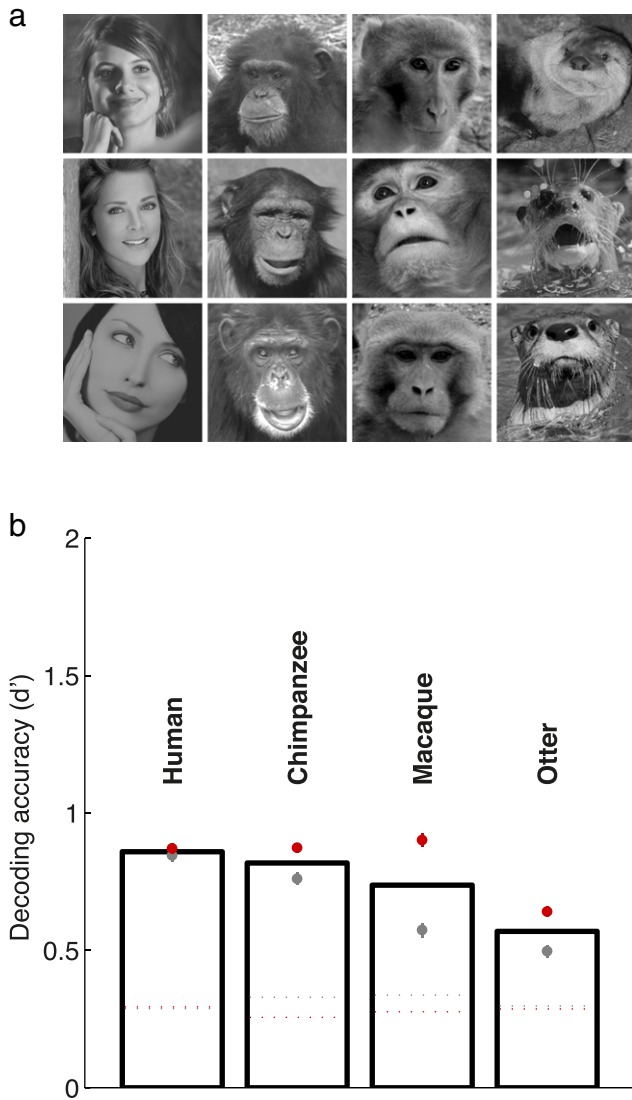 a
b
Decoding accuracy (d')
2
1.5
1
0.5
0
Human
Chimpanzee
Macaque
Otter